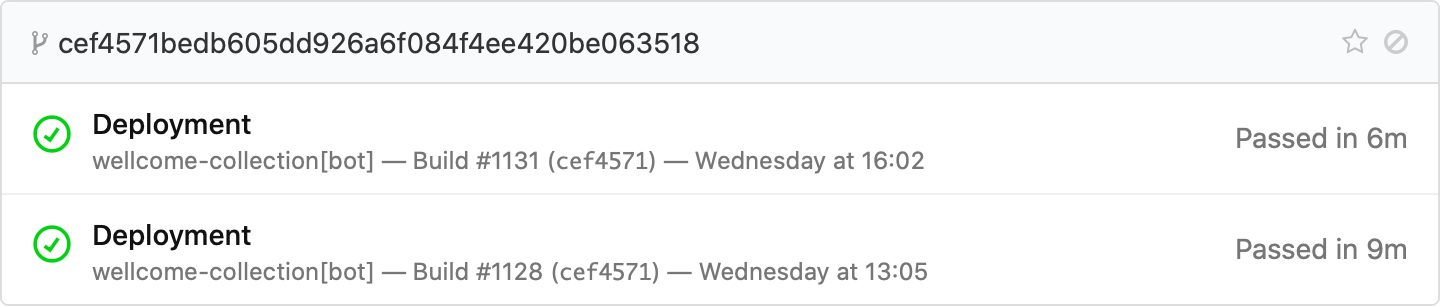 cef4571bedb605dd926a6f084f4ee420be063518
Deployment
wellcome-collection[bot] — Build #1131 (cef4571) — Wednesday at 16:02
Passed in 6m
Deployment
wellcome-collection[bot] — Build #1128 (cef4571) — Wednesday at 13:05
Passed in 9m